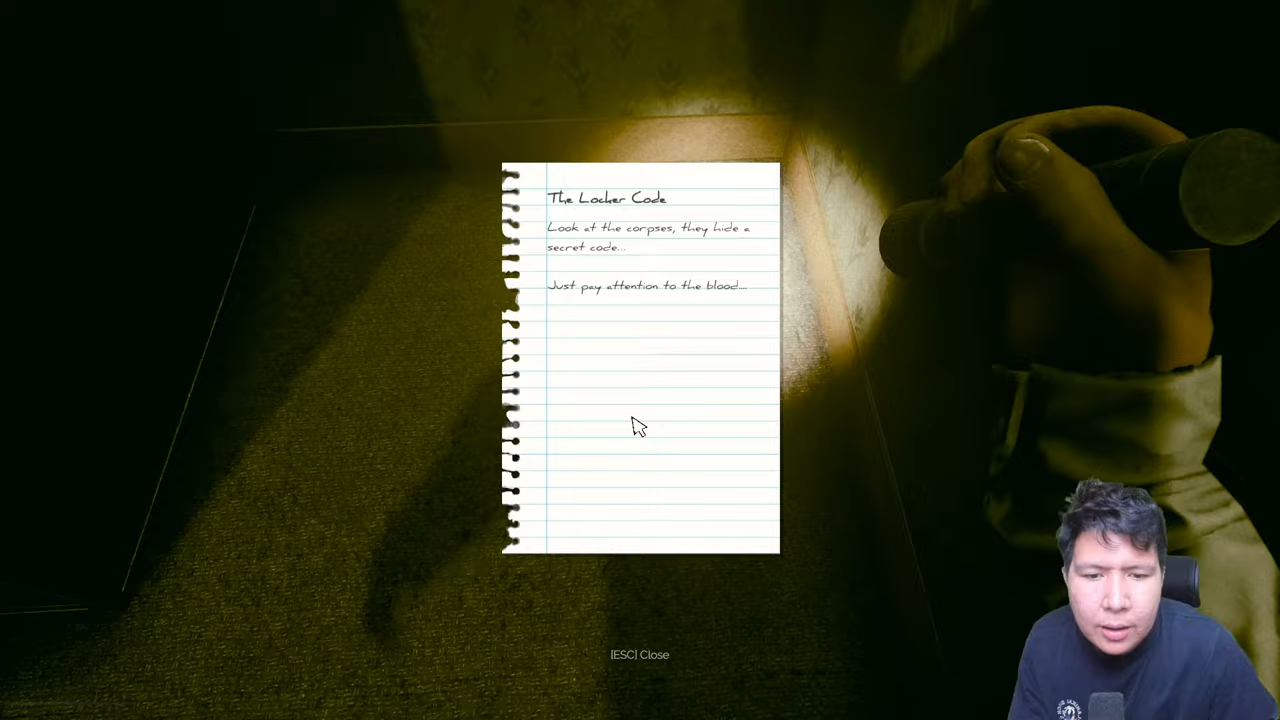 The Locker Code
Look at the corpses, they hide a
secret code...
Just pay attention to the blood....
[ESC] Close